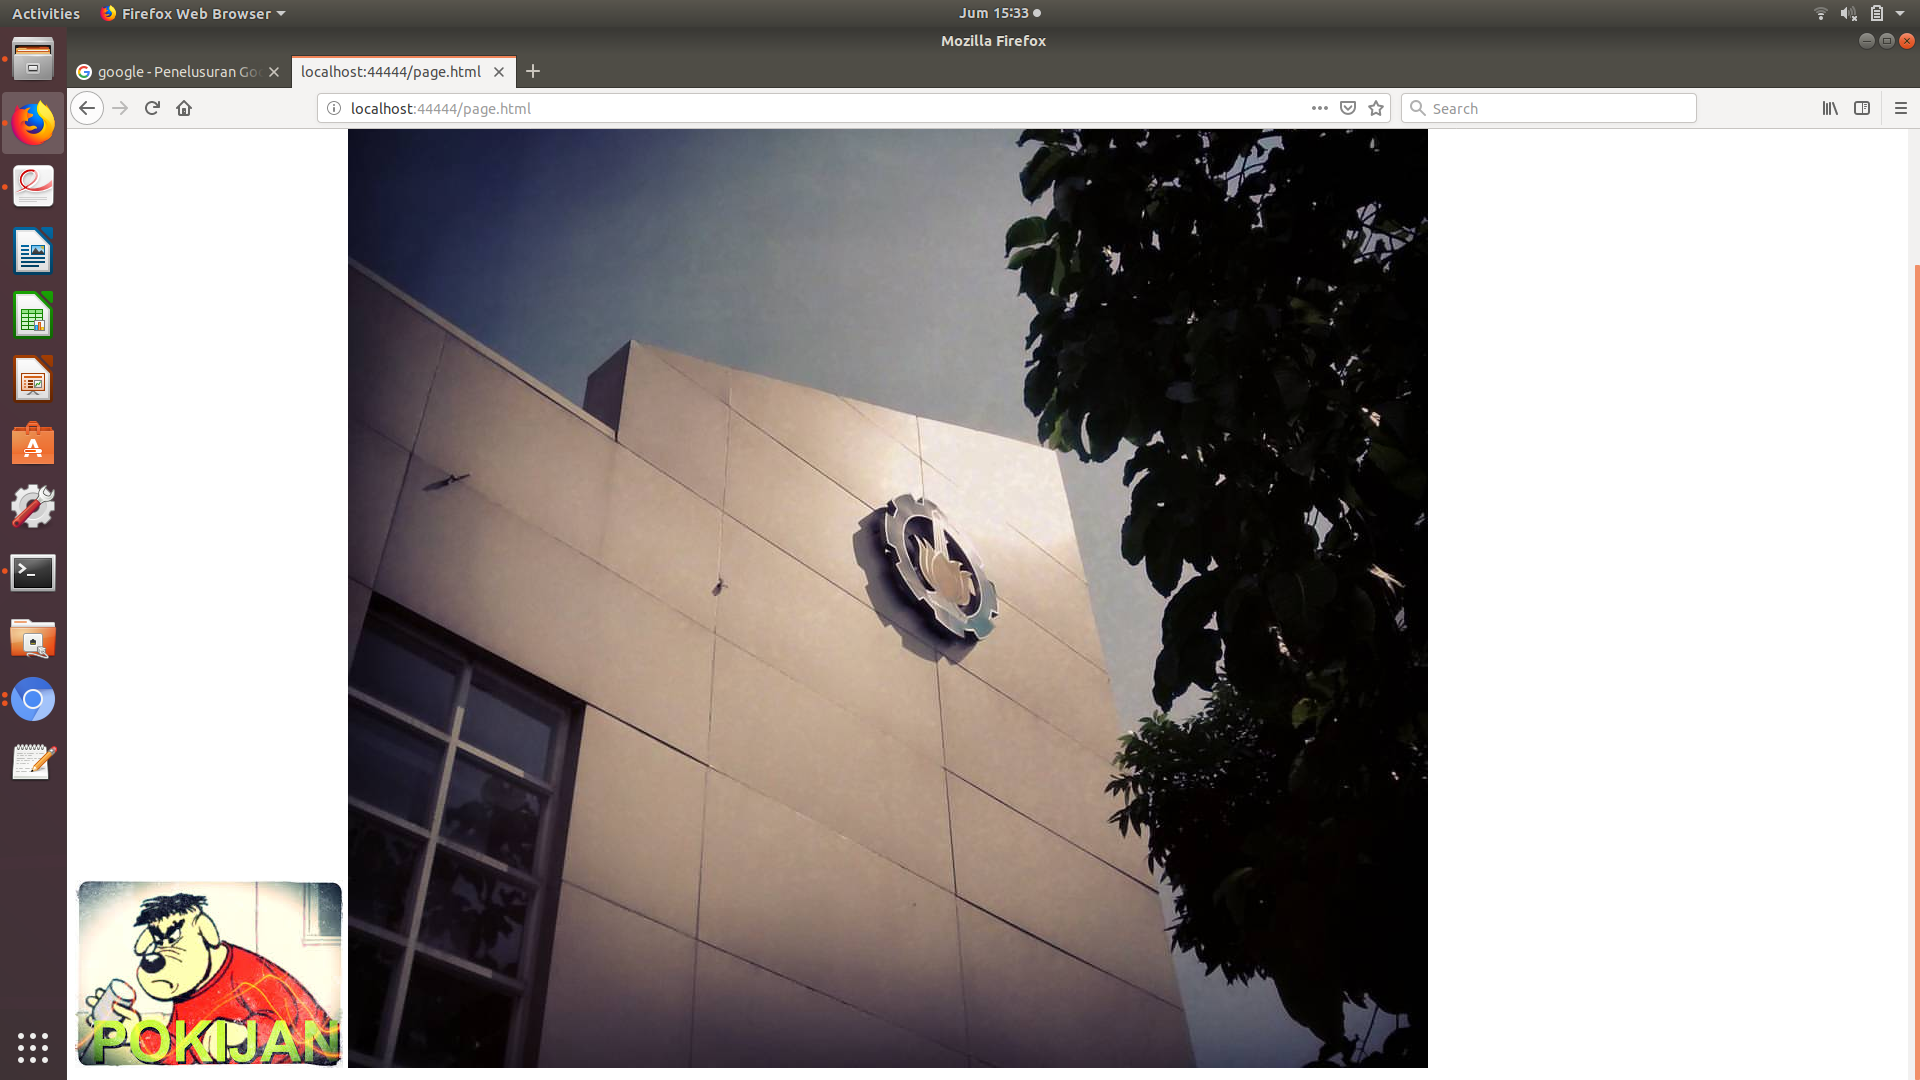 Activities
Firefox Web Browser
Jum 15:33
Mozilla Firefox
google - Penelusuran Goo
localhost:44444/page.html
localhost:44444/page.html
Search
POKIJAN